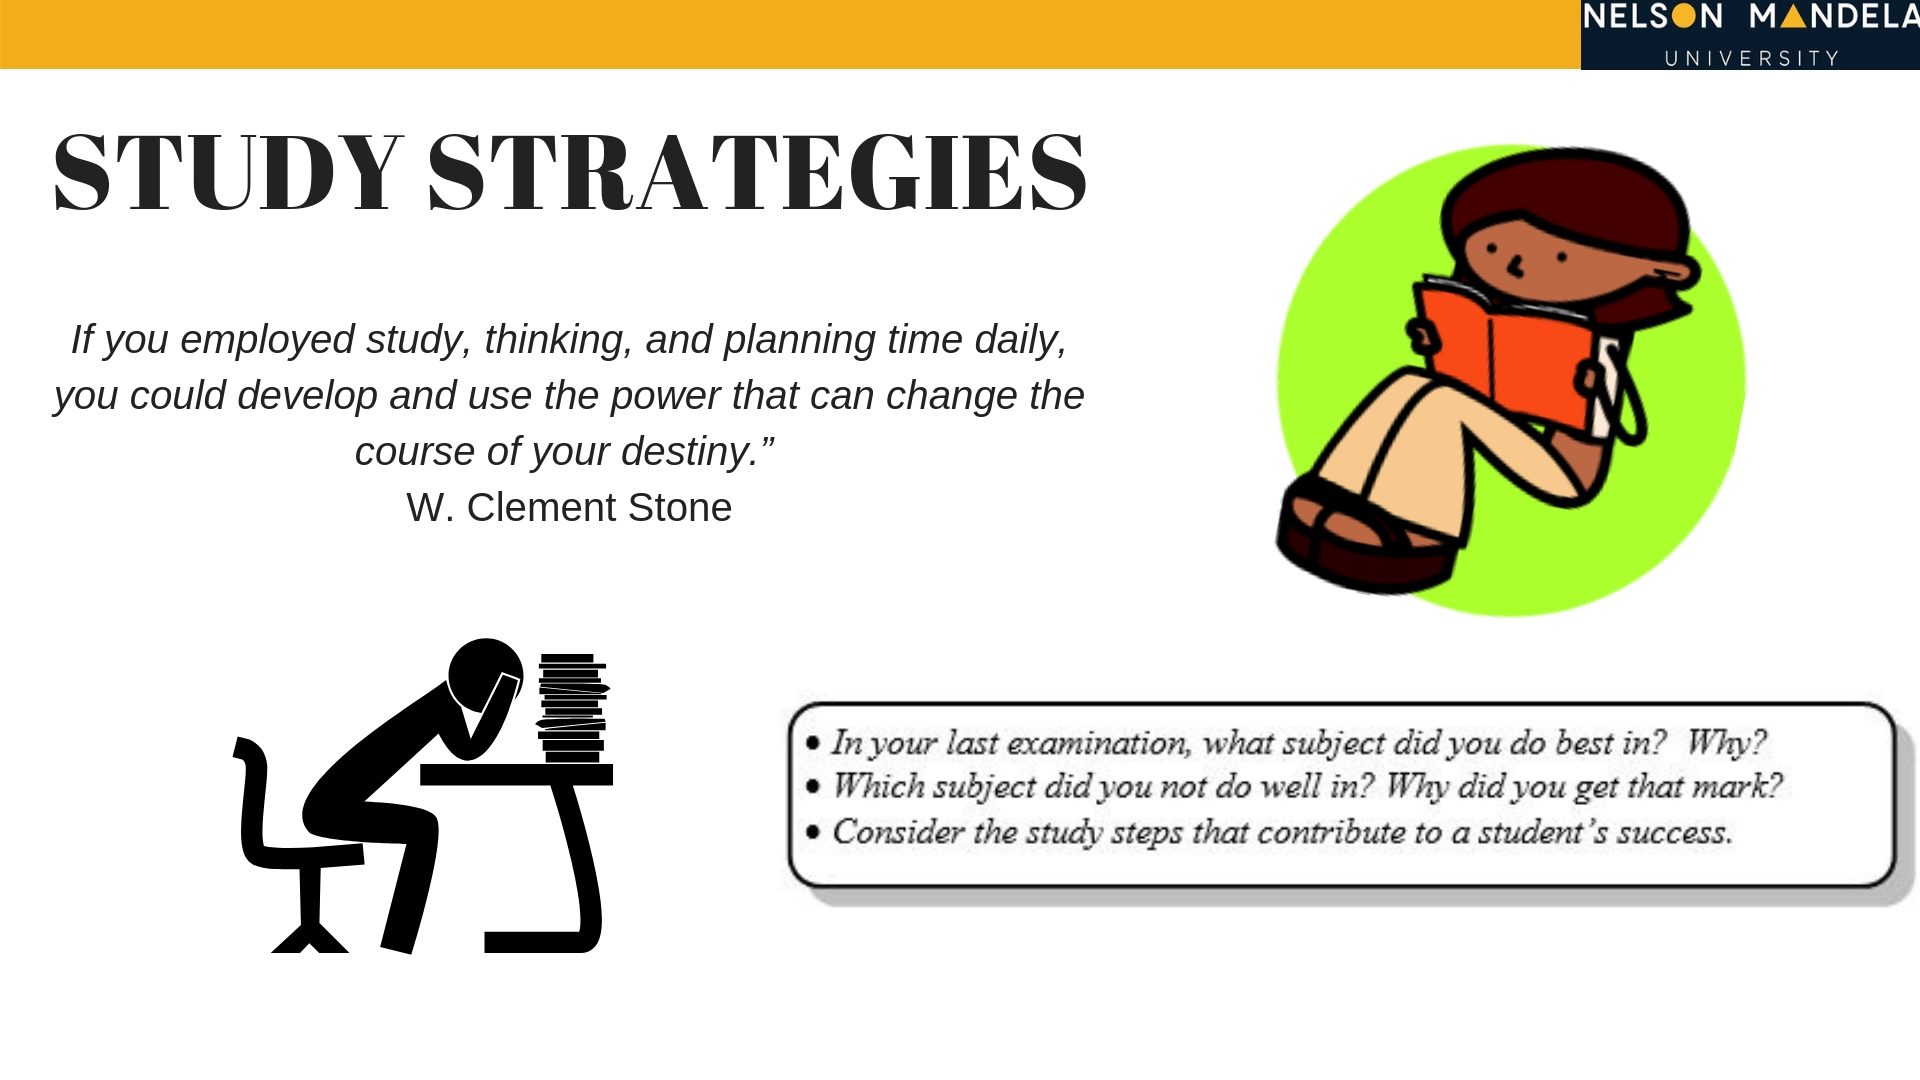 NELSON MANDELA
UNIVERSITY
STUDY STRATEGIES
If you employed study, thinking, and planning time daily,
you could develop and use the power that can change the
course of your destiny.”
W. Clement Stone
• In your last examination, what subject did you do best in? Why?
• Which subject did you not do well in? Why did you get that mark?
• Consider the study steps that contribute to a student’s success.